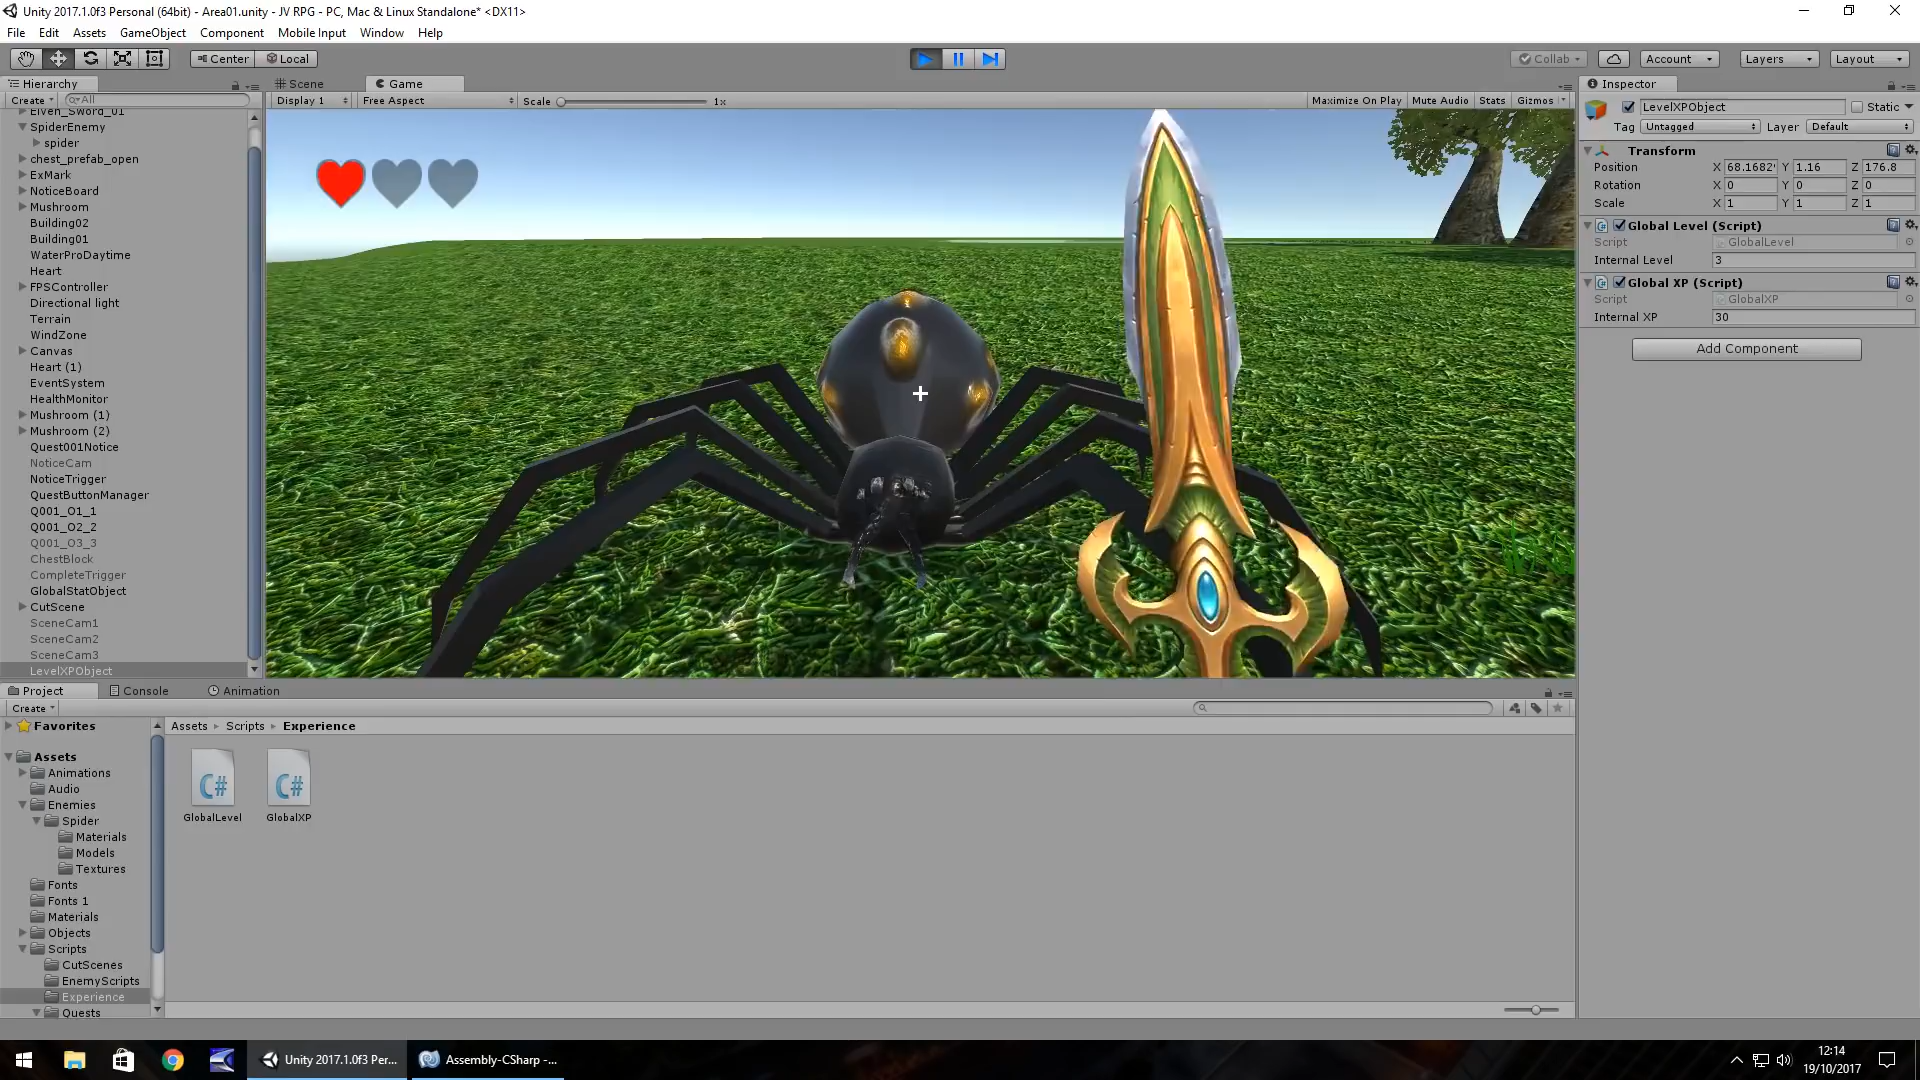 Unity 2017.1.0f3 Personal (64bit) - Area01.unity - JV RPG - PC, Mac & Linux Standalone* <DX11>
File Edit Assets GameObject Component Mobile Input Window Help
Center Local Collab Account Layers Layout
Hierarchy Scene Game Inspector
Create All Display 1 Free Aspect Scale 1x Maximize On Play Mute Audio Stats Gizmos
LevelXPObject Static
Tag Untagged Layer Default
Transform
Position X 68.1682 Y 1.16 Z 176.8
Rotation X 0 Y 0 Z 0
Scale X 1 Y 1 Z 1
Global Level (Script)
Script GlobalLevel
Internal Level 3
Global XP (Script)
Script GlobalXP
Internal XP 30
Add Component
Elven_Sword_01
SpiderEnemy
spider
chest_prefab_open
ExMark
NoticeBoard
Mushroom
Building02
Building01
WaterProDaytime
Heart
FPSController
Directional light
Terrain
WindZone
Canvas
Heart (1)
EventSystem
HealthMonitor
Mushroom (1)
Mushroom (2)
Quest001Notice
NoticeCam
NoticeTrigger
QuestButtonManager
Q001_O1_1
Q001_O2_2
Q001_O3_3
ChestBlock
CompleteTrigger
GlobalStatObject
CutScene
SceneCam1
SceneCam2
SceneCam3
LevelXPObject
Project Console Animation
Create
Favorites
Assets
Animations
Audio
Enemies
Spider
Materials
Models
Textures
Fonts
Fonts 1
Materials
Objects
Scripts
CutScenes
EnemyScripts
Experience
Quests
Assets Scripts Experience
C# C#
GlobalLevel GlobalXP
Unity 2017.1.0f3 Per... Assembly-CSharp -...
12:14
19/10/2017